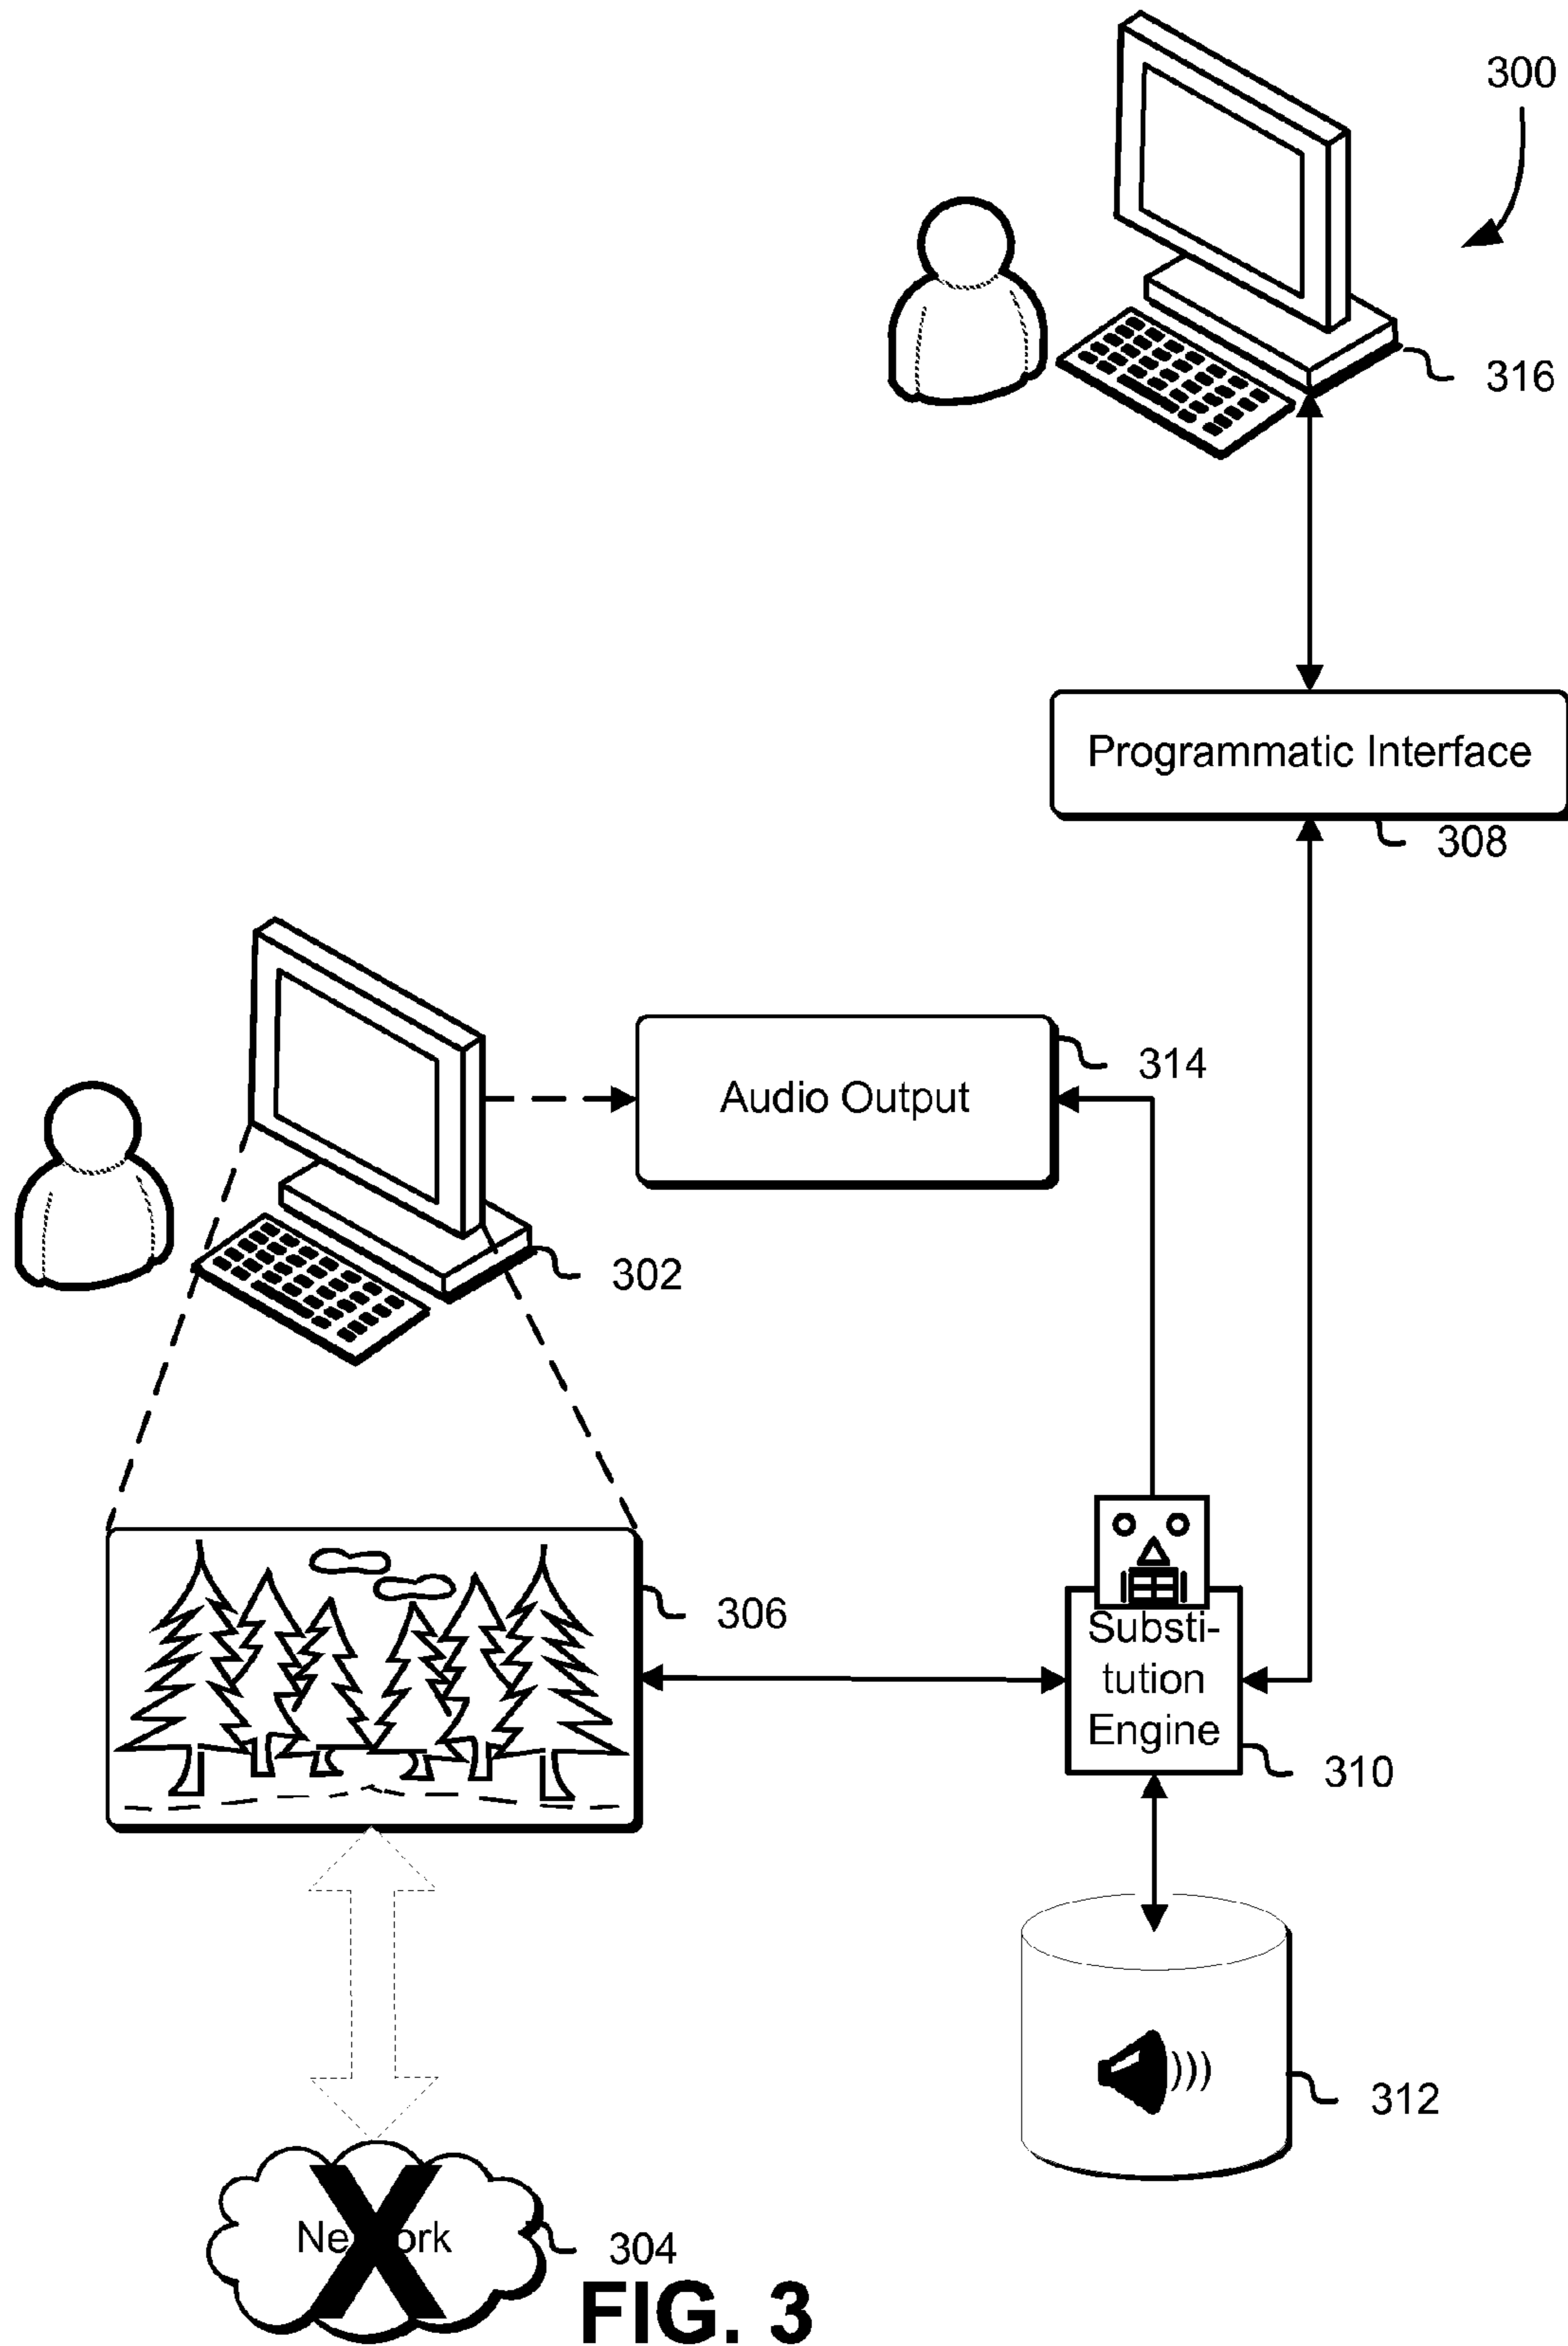 300
316
Programmatic Interface
308
Audio Output
314
302
306
Substi-
tution
Engine
310
312
304
FIG. 3